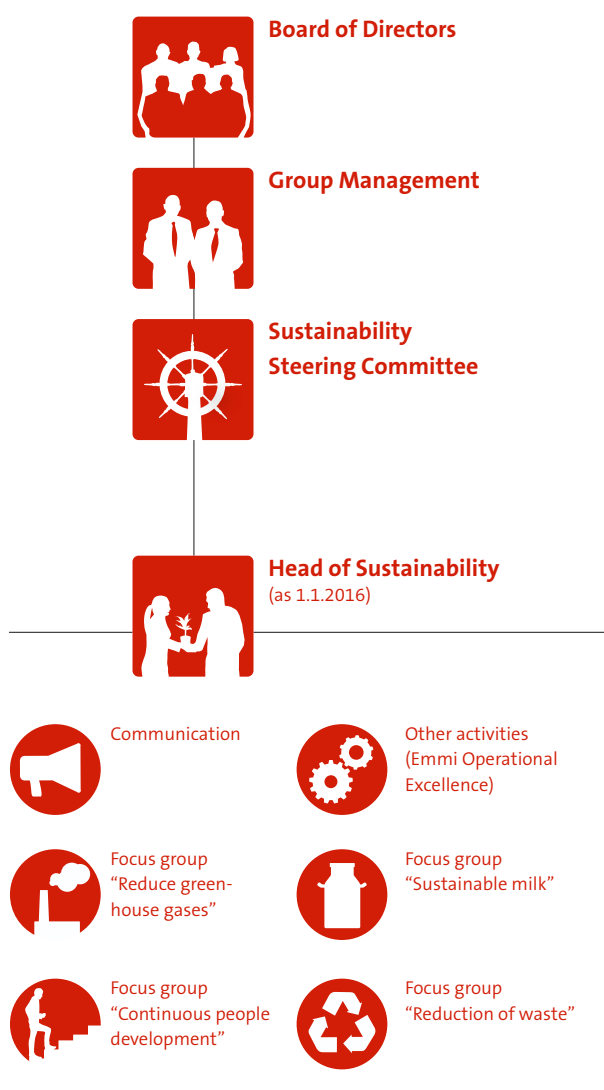 Board of Directors
Group Management
Sustainability
Steering Committee
Head of Sustainability
(as 1.1.2016)
Communication
Other activities
(Emmi Operational
Excellence)
Focus group
“Reduce green-
house gases”
Focus group
“Sustainable milk”
Focus group
“Continuous people
development”
Focus group
“Reduction of waste”